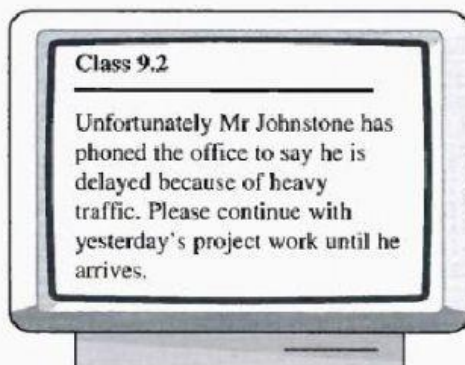 Class 9.2
Unfortunately Mr Johnstone has
phoned the office to say he is
delayed because of heavy
traffic. Please continue with
yesterday's project work until he
arrives.